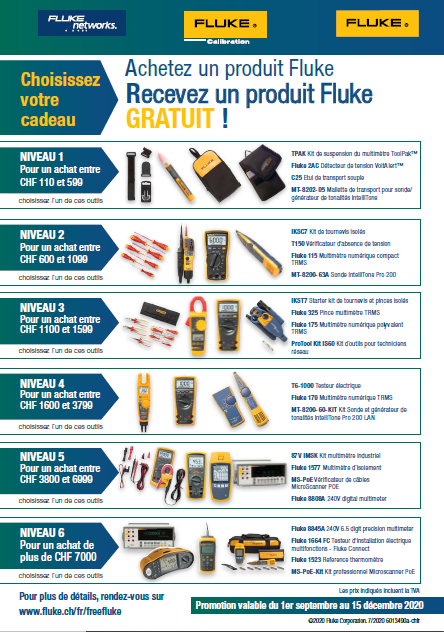 FLUKE
networks.
FLUKE®
Calibration
FLUKE®
Choisissez
votre
cadeau
Achetez un produit Fluke
Recevez un produit Fluke
GRATUIT !
NIVEAU 1
Pour un achat entre
CHF 110 et 599
choisissez l'un de ces outils
TPAK Kit de suspension du multimètre ToolPak™
Fluke 2AC Détecteur de tension VoltAlert™
C25 Etui de transport souple
MT-8202-05 Mallette de transport pour sonde/
générateur de tonalités IntelliTone
NIVEAU 2
Pour un achat entre
CHF 600 et 1099
choisissez l'un de ces outils
IKSC7 Kit de tournevis isolés
T150 Vérificateur d'absence de tension
Fluke 115 Multimètre numérique compact
TRMS
MT-8200-63A Sonde IntelliTone Pro 200
NIVEAU 3
Pour un achat entre
CHF 1100 et 1599
choisissez l'un de ces outils
IKST7 Starter kit de tournevis et pinces isolés
Fluke 325 Pince multimètre TRMS
Fluke 175 Multimètre numérique polyvalent
TRMS
ProTool Kit IS60 Kit d'outils pour techniciens
réseau
NIVEAU 4
Pour un achat entre
CHF 1600 et 3799
choisissez l'un de ces outils
T6-1000 Testeur électrique
Fluke 179 Multimètre numérique TRMS
MT-8200-60-KIT Kit Sonde et générateur de
tonalités IntelliTone Pro 200 LAN
NIVEAU 5
Pour un achat entre
CHF 3800 et 6999
choisissez l'un de ces outils
87V IMSK Kit multimètre industriel
Fluke 1577 Multimètre d'isolement
MS-PoE Vérificateur de câbles
MicroScanner POE
Fluke 8808A 240V digital multimeter
NIVEAU 6
Pour un achat de
plus de CHF 7000
choisissez l'un de ces outils
Fluke 8845A 240V 6.5 digit precision multimeter
Fluke 1664 FC Testeur d'installation électrique
multifonctions - Fluke Connect
Fluke 1523 Reference thermomètre
MS-PoE-Kit Kit professionnel Microscanner PoE
Les prix indiqués incluent la TVA
Pour plus de détails, rendez-vous sur
www.fluke.ch/fr/freefluke
Promotion valable du 1er septembre au 15 décembre 2020
©2020 Fluke Corporation. 7/2020 6013490a-chfr